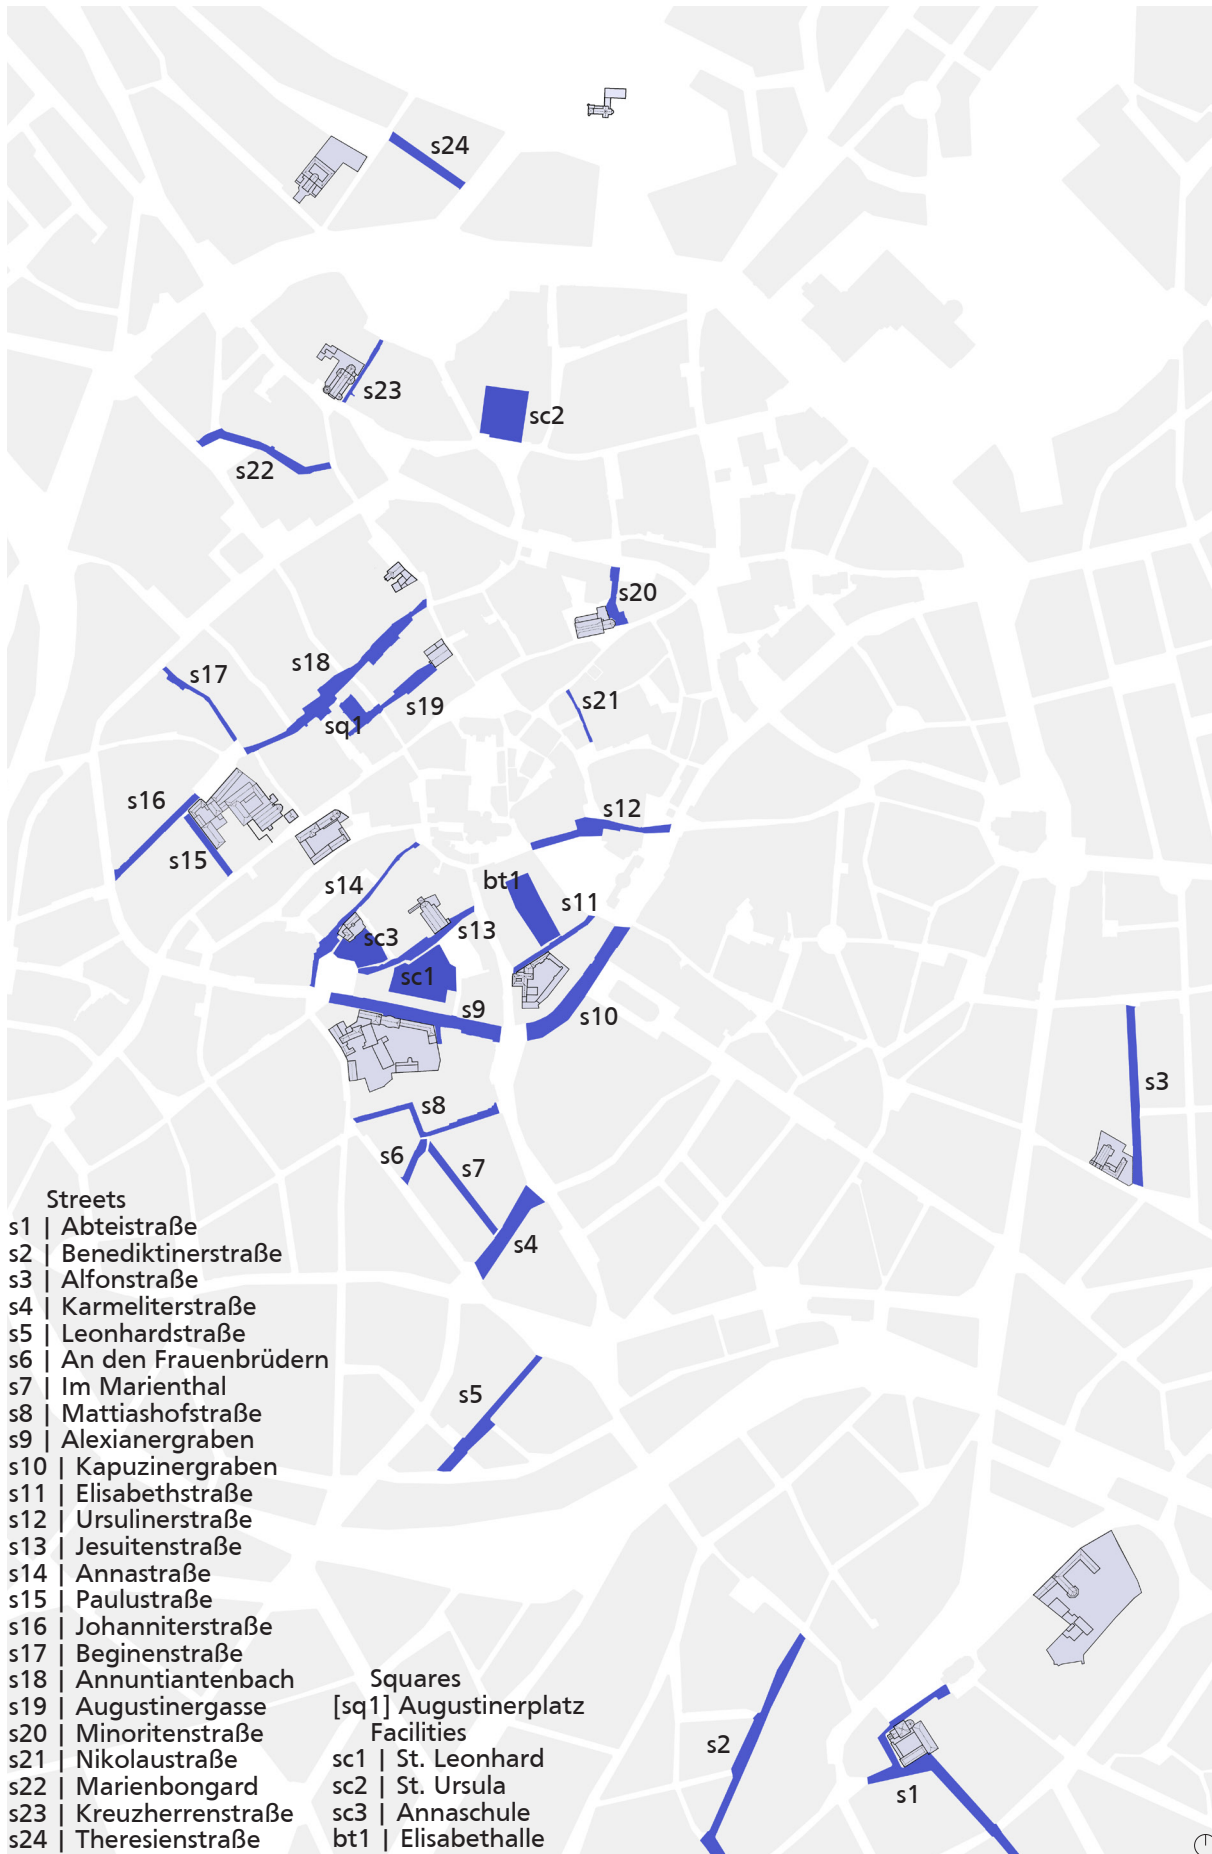 s24
s23
sc2
s22
s20
s18
s17
s21
s19
sq1
s16
s12
s15
bt1
s14
s11
s13
sc3
sc1
s9
s10
s3
s8
s6
s7
s4
s5
s2
s1
Streets
s1 | Abteistraße
s2 | Benediktinerstraße
s3 | Alfonstraße
s4 | Karmeliterstraße
s5 | Leonhardstraße
s6 | An den Frauenbrüdern
s7 | Im Marienthal
s8 | Mattiashofstraße
s9 | Alexianergraben
s10 | Kapuzinergraben
s11 | Elisabethstraße
s12 | Ursulinerstraße
s13 | Jesuitenstraße
s14 | Annastraße
s15 | Paulustraße
s16 | Johanniterstraße
s17 | Beginenstraße
s18 | Annuntiantenbach
s19 | Augustinergasse
s20 | Minoritenstraße
s21 | Nikolaustraße
s22 | Marienbongard
s23 | Kreuzherrenstraße
s24 | Theresienstraße
Squares
[sq1] Augustinerplatz
Facilities
sc1 | St. Leonhard
sc2 | St. Ursula
sc3 | Annaschule
bt1 | Elisabethalle